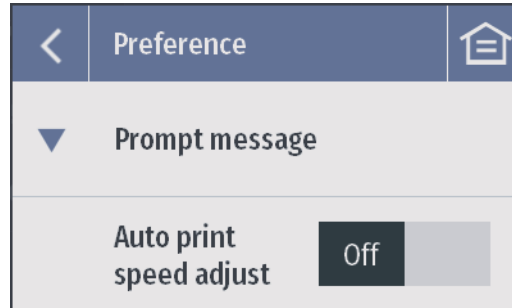 Preference
Prompt message
Auto print
speed adjust
Off